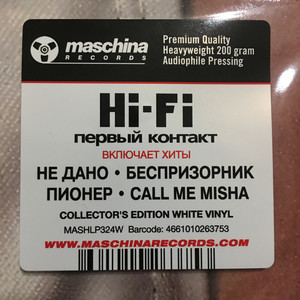 maschina
RECORDS
Premium Quality
Heavyweight 200 gram
Audiophile Pressing
Hi-Fi
первый контакт
ВКЛЮЧАЕТ ХИТЫ
НЕ ДАНО • БЕСПРИЗОРНИК
ПИОНЕР • CALL ME MISHA
COLLECTOR'S EDITION WHITE VINYL
MASHLP324W Barcode: 4661010263753
WWW.MASCHINARECORDS.COM